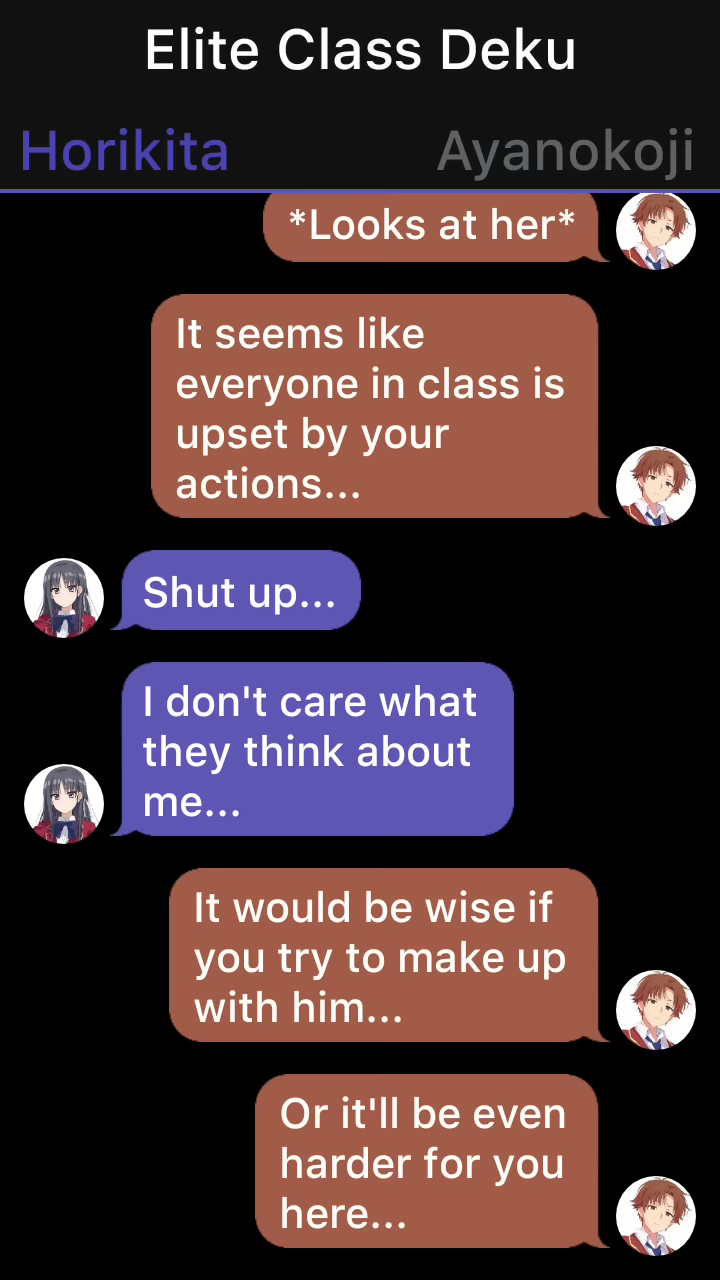 Elite Class Deku
Horikita
Ayanokoji
*Looks at her*
It seems like
everyone in class is
upset by your
actions...
Shut up...
I don't care what
they think about
me...
It would be wise if
you try to make up
with him...
Or it'll be even
harder for you
here...